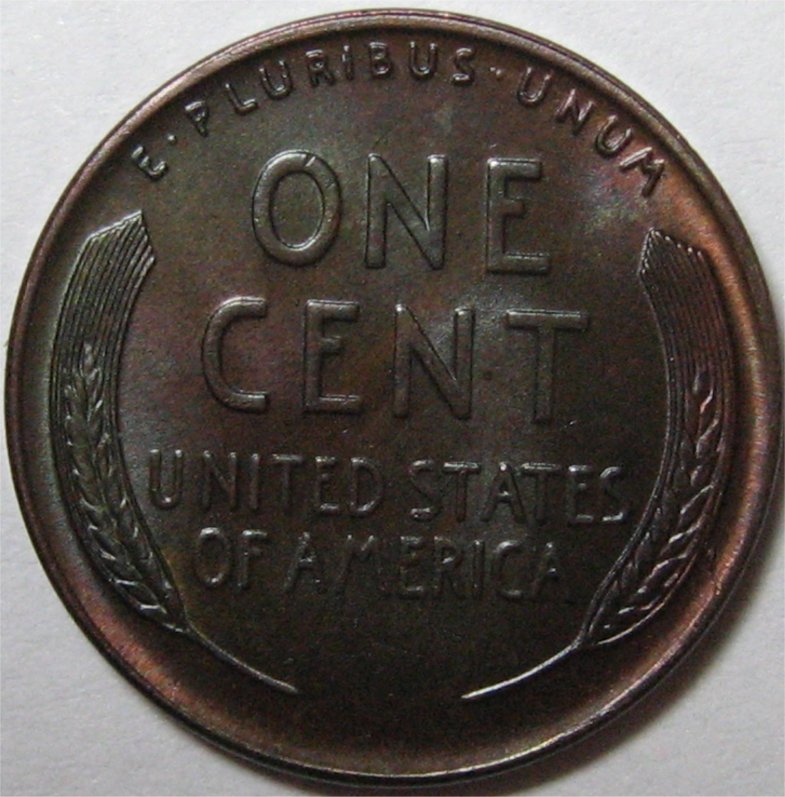 E·PLURIBUS·UNUM
ONE
CENT
UNITED STATES
OF AMERICA